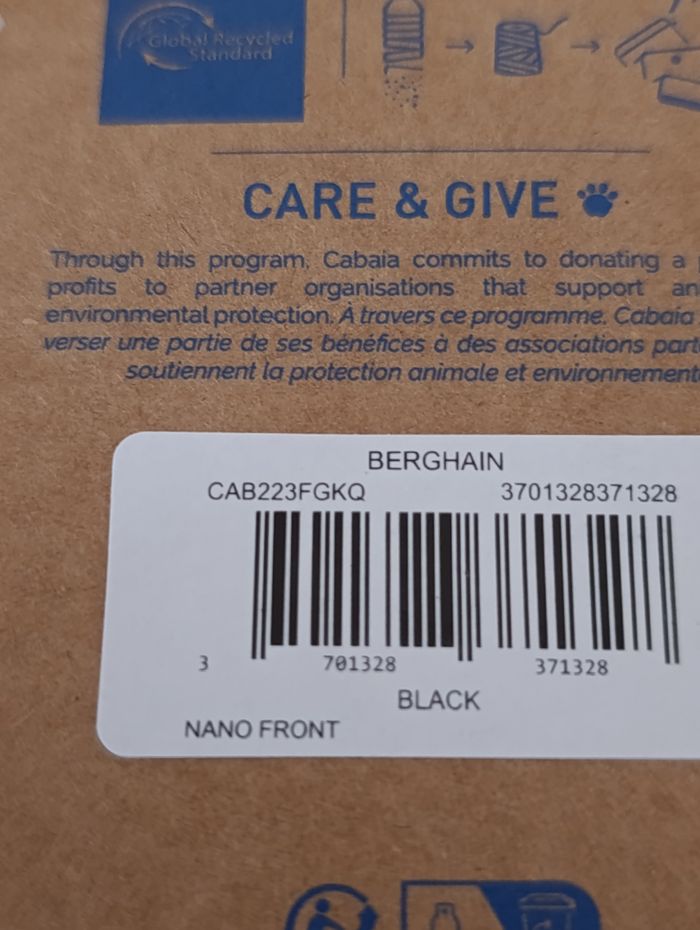 Global Recycled
Standard
CARE & GIVE
Through this program, Cabaia commits to donating a
profits to partner organisations that support an
environmental protection. À travers ce programme, Cabaia
verser une partie de ses bénéfices à des associations part
soutiennent la protection animale et environnement
BERGHAIN
CAB223FGKQ 3701328371328
3 701328 371328
BLACK
NANO FRONT